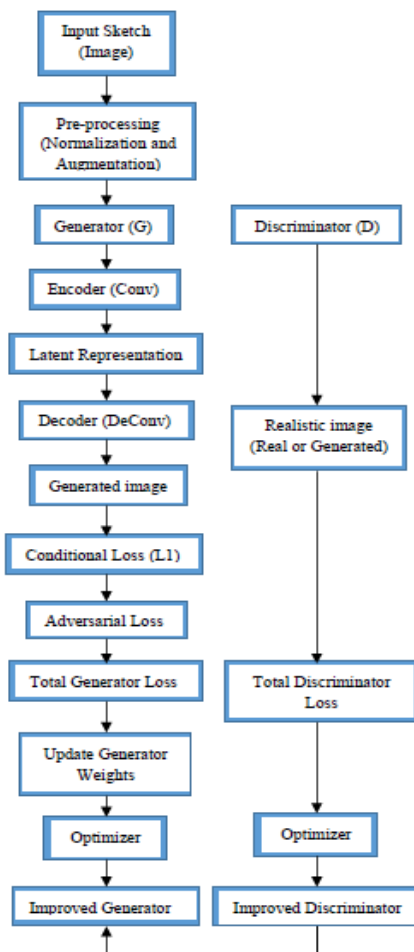 Input Sketch
(Image)
Pre-processing
(Normalization and
Augmentation)
Generator (G)
Encoder (Conv)
Latent Representation
Decoder (DeConv)
Generated image
Conditional Loss (L1)
Adversarial Loss
Total Generator Loss
Update Generator
Weights
Optimizer
Improved Generator
Discriminator (D)
Realistic image
(Real or Generated)
Total Discriminator
Loss
Optimizer
Improved Discriminator